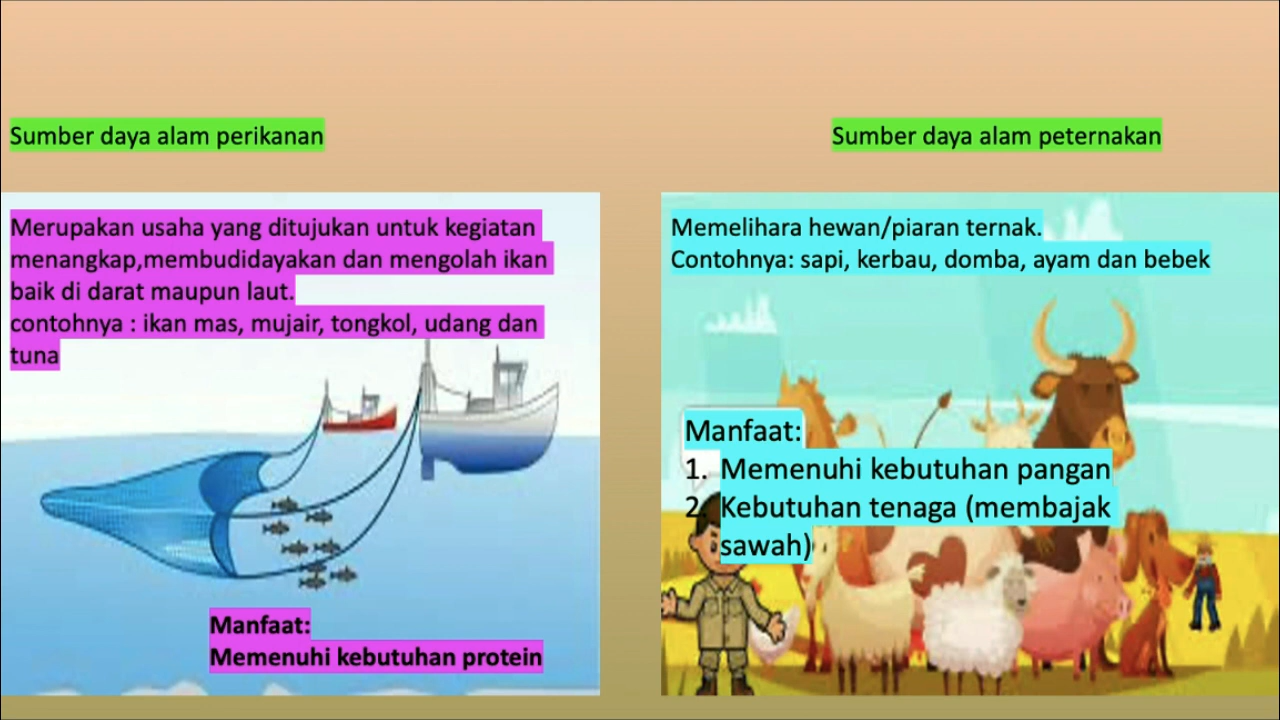 Sumber daya alam perikanan
Merupakan usaha yang ditujukan untuk kegiatan
menangkap,membudidayakan dan mengolah ikan
baik di darat maupun laut.
contohnya : ikan mas, mujair, tongkol, udang dan
tuna
Manfaat:
Memenuhi kebutuhan protein
Sumber daya alam peternakan
Memelihara hewan/piaran ternak.
Contohnya: sapi, kerbau, domba, ayam dan bebek
Manfaat:
1. Memenuhi kebutuhan pangan
2. Kebutuhan tenaga (membajak
sawah)